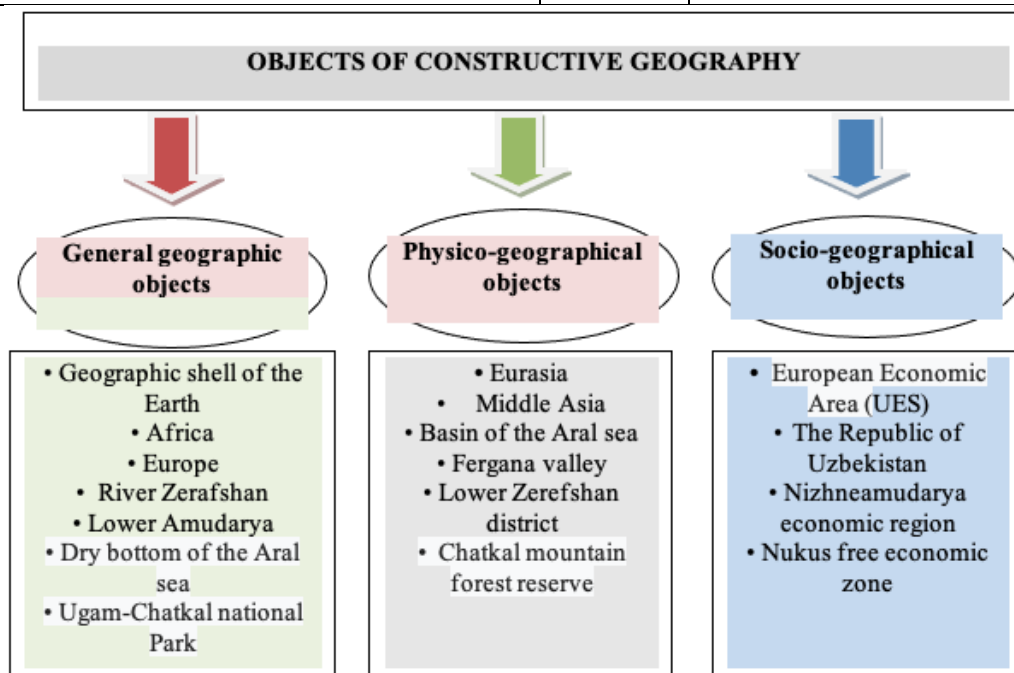 OBJECTS OF CONSTRUCTIVE GEOGRAPHY
General geographic
objects
• Geographic shell of the
Earth
• Africa
• Europe
• River Zerafshan
• Lower Amudarya
• Dry bottom of the Aral
sea
• Ugam-Chatkal national
Park
Physico-geographical
objects
• Eurasia
• Middle Asia
• Basin of the Aral sea
• Fergana valley
• Lower Zerefshan
district
• Chatkal mountain
forest reserve
Socio-geographical
objects
• European Economic
Area (UES)
• The Republic of
Uzbekistan
• Nizhneamudarya
economic region
• Nukus free economic
zone